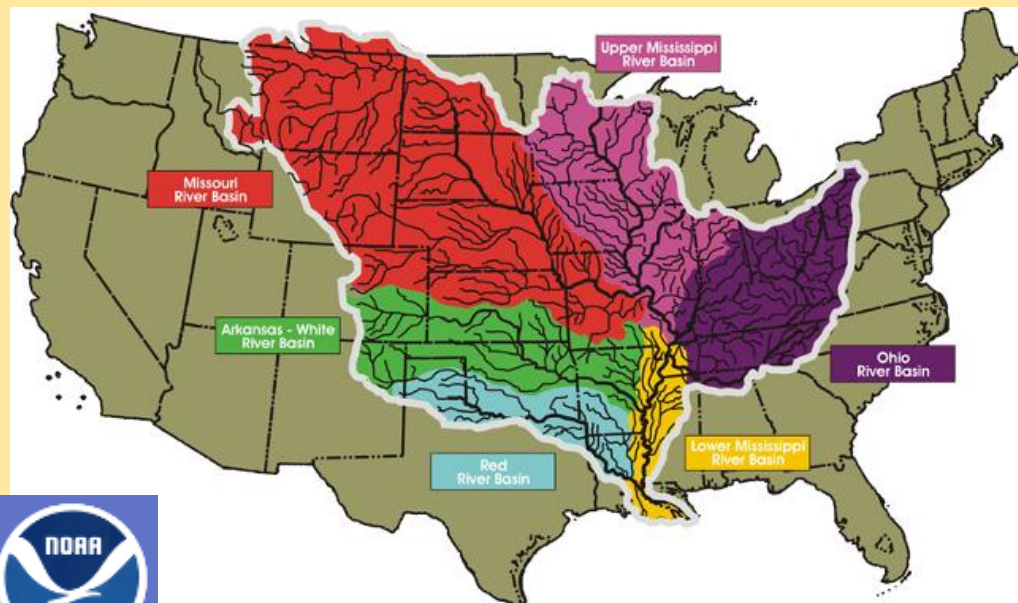 Upper Mississippi
River Basin
Missouri
River Basin
Arkansas - White
River Basin
Ohio
River Basin
Lower Mississippi
River Basin
Red
River Basin
NOAA